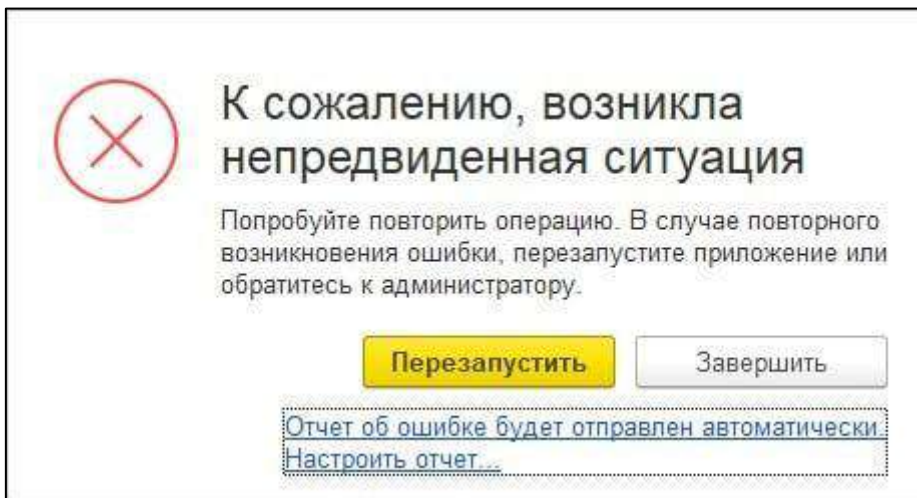 К сожалению, возникла
непредвиденная ситуация
Попробуйте повторить операцию. В случае повторного
возникновения ошибки, перезапустите приложение или
обратитесь к администратору.
Перезапустить
Завершить
Отчет об ошибке будет отправлен автоматически.
Настроить отчет...